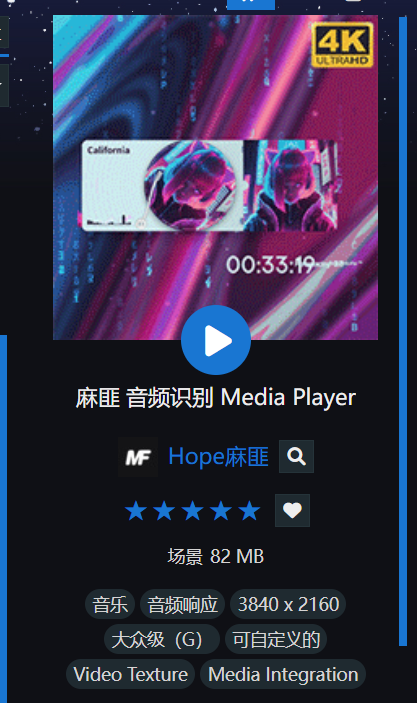 4K
ULTRAHD
California
00:33:19
麻匪 音频识别 Media Player
MF Hope麻匪
场景 82 MB
音乐 音频响应 3840 x 2160
大众级（G） 可自定义的
Video Texture Media Integration